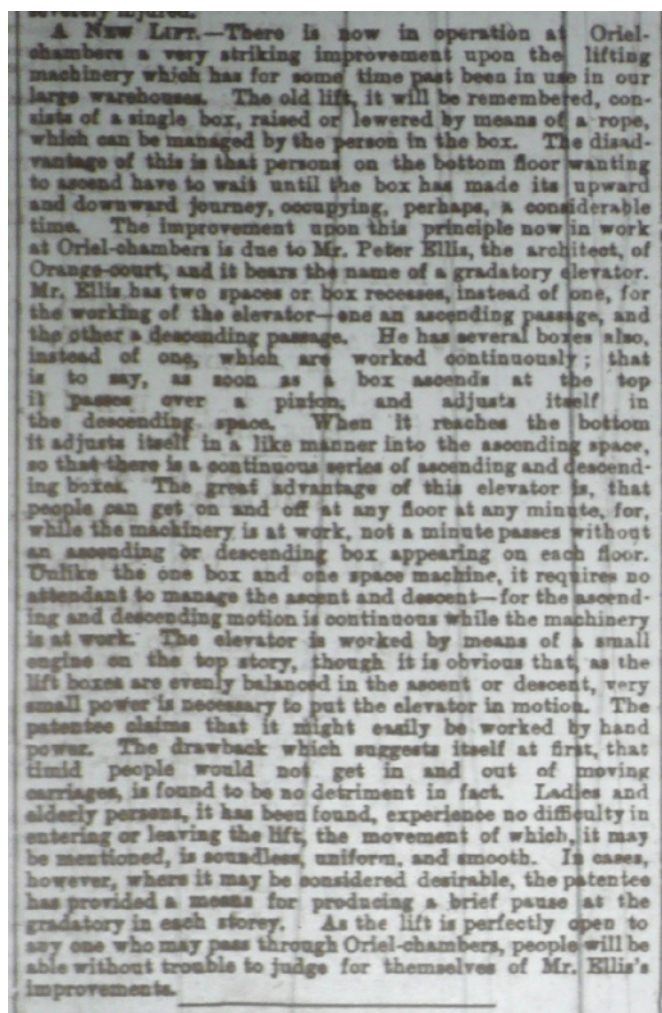 severely injured.
A NEW LIFT.—There is now in operation at Oriel-
chambers a very striking improvement upon the lifting
machinery which has for some time past been in use in our
large warehouses. The old lift, it will be remembered, con-
sists of a single box, raised or lowered by means of a rope,
which can be managed by the person in the box. The disad-
vantage of this is that persons on the bottom floor wanting
to ascend have to wait until the box has made its upward
and downward journey, occupying, perhaps, a considerable
time. The improvement upon this principle now in work
at Oriel-chambers is due to Mr. Peter Ellis, the architect, of
Orange-court, and it bears the name of a gradatory elevator.
Mr. Ellis has two spaces or box recesses, instead of one, for
the working of the elevator—one an ascending passage, and
the other a descending passage. He has several boxes also,
instead of one, which are worked continuously; that
is to say, as soon as a box ascends at the top
it passes over a pinion, and adjusts itself in
the descending space. When it reaches the bottom
it adjusts itself in a like manner into the ascending space,
so that there is a continuous series of ascending and descend-
ing boxes. The great advantage of this elevator is, that
people can get on and off at any floor at any minute, for,
while the machinery is at work, not a minute passes without
an ascending or descending box appearing on each floor.
Unlike the one box and one space machine, it requires no
attendant to manage the ascent and descent—for the ascend-
ing and descending motion is continuous while the machinery
is at work. The elevator is worked by means of a small
engine on the top story, though it is obvious that, as the
lift boxes are evenly balanced in the ascent or descent, very
small power is necessary to put the elevator in motion. The
patentee claims that it might easily be worked by hand
power. The drawback which suggests itself at first, that
timid people would not get in and out of moving
carriages, is found to be no detriment in fact. Ladies and
elderly persons, it has been found, experience no difficulty in
entering or leaving the lift, the movement of which, it may
be mentioned, is soundless, uniform, and smooth. In cases,
however, where it may be considered desirable, the patentee
has provided a means for producing a brief pause at the
gradatory in each storey. As the lift is perfectly open to
any one who may pass through Oriel-chambers, people will be
able without trouble to judge for themselves of Mr. Ellis's
improvements.